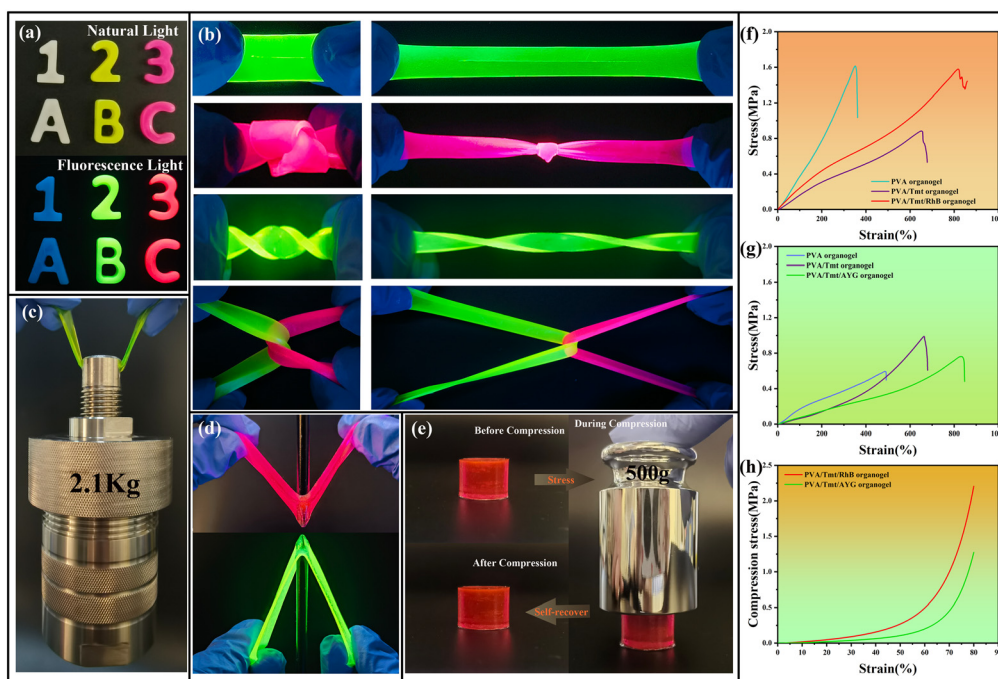 (a)
Natural Light
1 2 3
A B C
Fluorescence Light
1 2 3
A B C
(b)
(c)
2.1Kg
(d)
(e)
Before Compression
During Compression
500g
Stress
After Compression
Self-recover
(f)
Stress(MPa)
2.0
1.6
1.2
0.8
0.4
0.0
PVA organogel
PVA/Tmt organogel
PVA/Tmt/RhB organogel
0 200 400 600 800 100
Strain(%)
(g)
Stress(MPa)
2.0
1.6
1.2
0.8
0.4
0.0
PVA organogel
PVA/Tmt organogel
PVA/Tmt/AYG organogel
0 200 400 600 800 100
Strain(%)
(h)
Compression stress(MPa)
2.5
2.0
1.5
1.0
0.5
0.0
PVA/Tmt/RhB organogel
PVA/Tmt/AYG organogel
0 10 20 30 40 50 60 70 80 90
Strain(%)